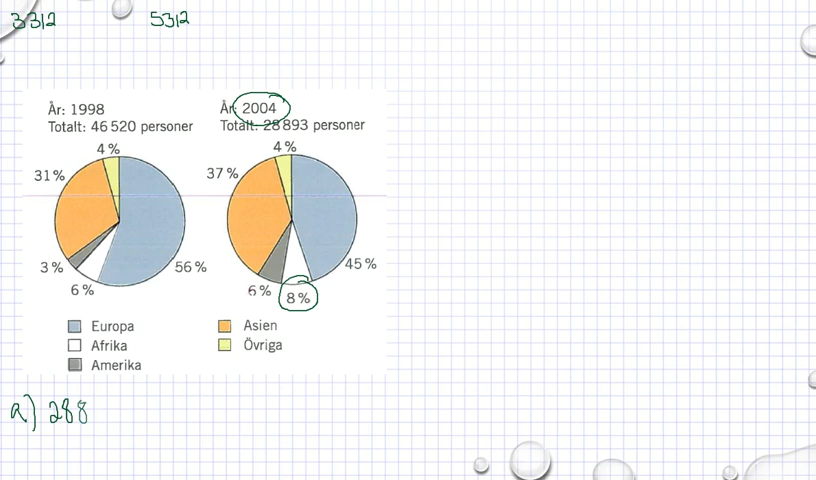 3312 5312
År: 1998
Totalt: 46 520 personer
4 %
31 %
3 %
6 %
56 %
År: 2004
Totalt: 28 893 personer
4 %
37 %
6 %
8 %
45 %
Europa
Afrika
Amerika
Asien
Övriga
a) 288